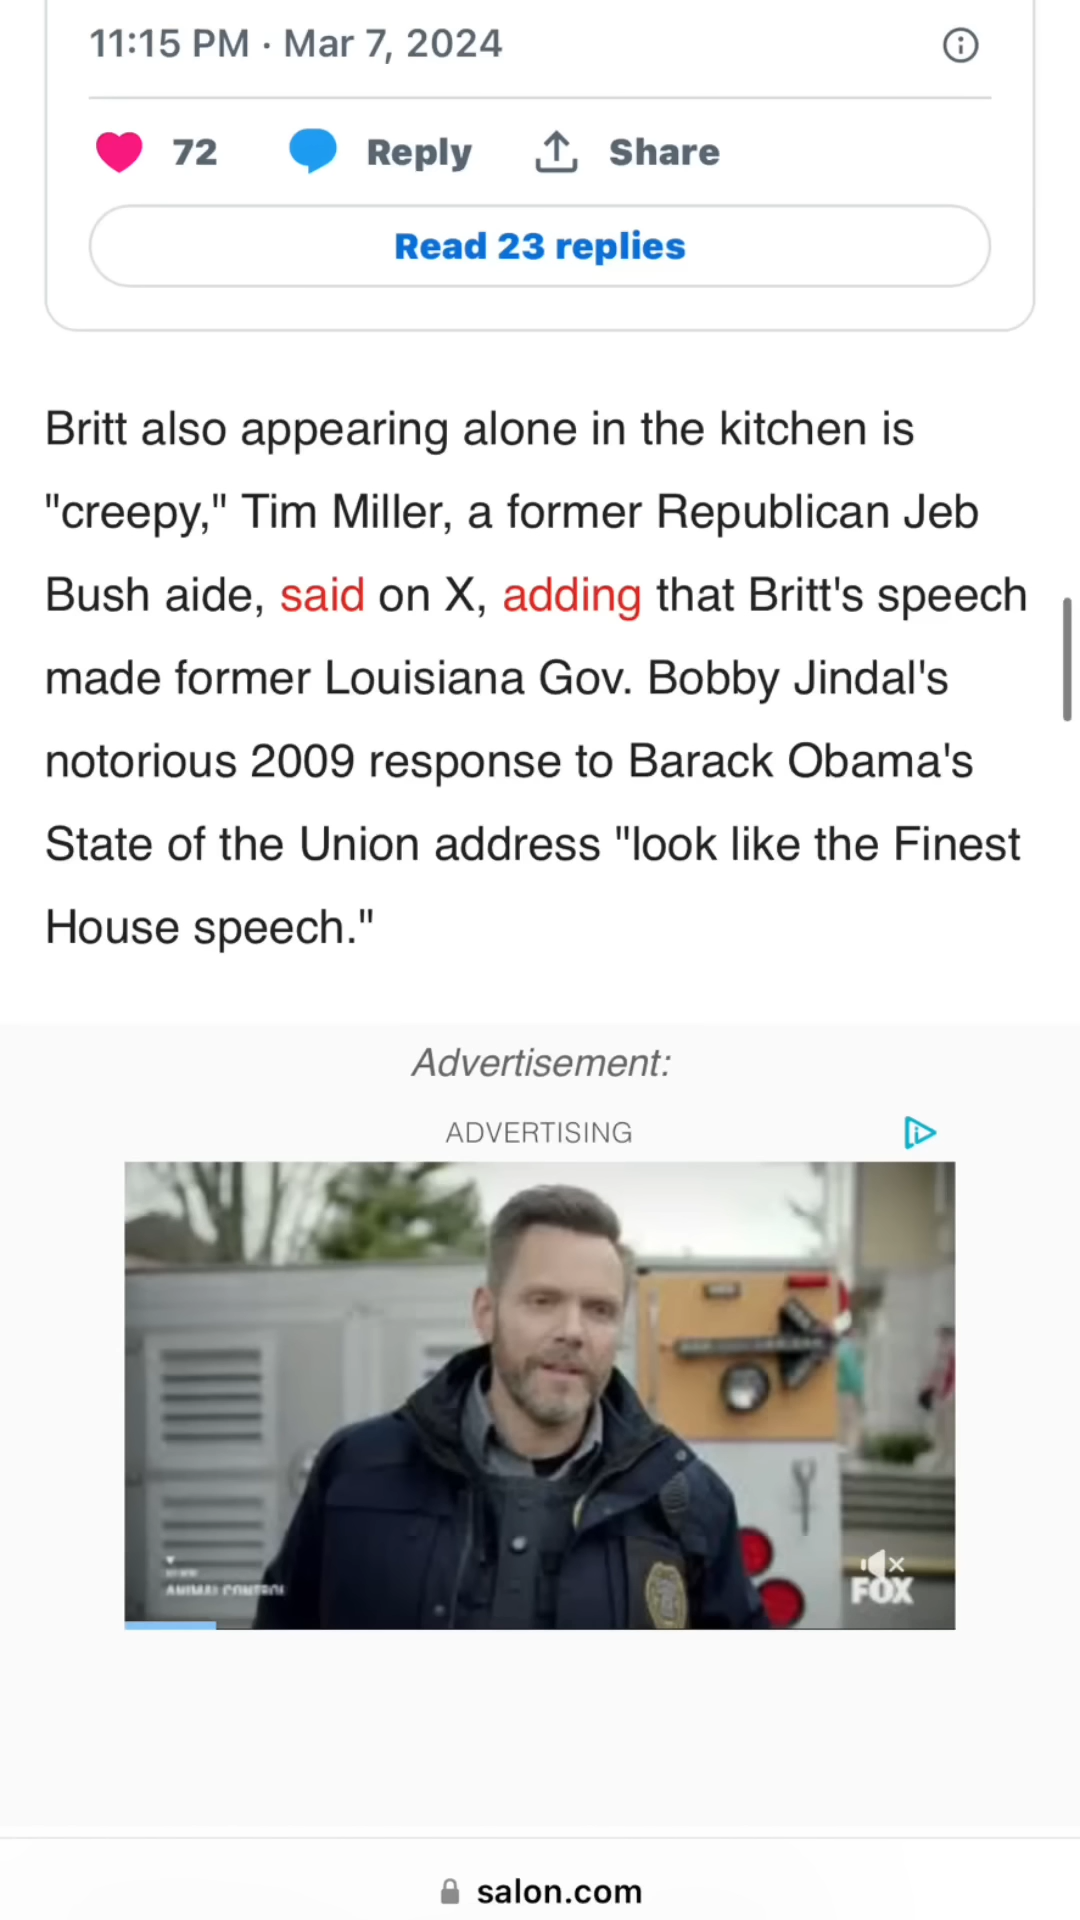 11:15 PM · Mar 7, 2024
72 Reply Share
Read 23 replies
Britt also appearing alone in the kitchen is
"creepy," Tim Miller, a former Republican Jeb
Bush aide, said on X, adding that Britt's speech
made former Louisiana Gov. Bobby Jindal's
notorious 2009 response to Barack Obama's
State of the Union address "look like the Finest
House speech."
Advertisement:
ADVERTISING
ANIMAL CONTROL
FOX
salon.com